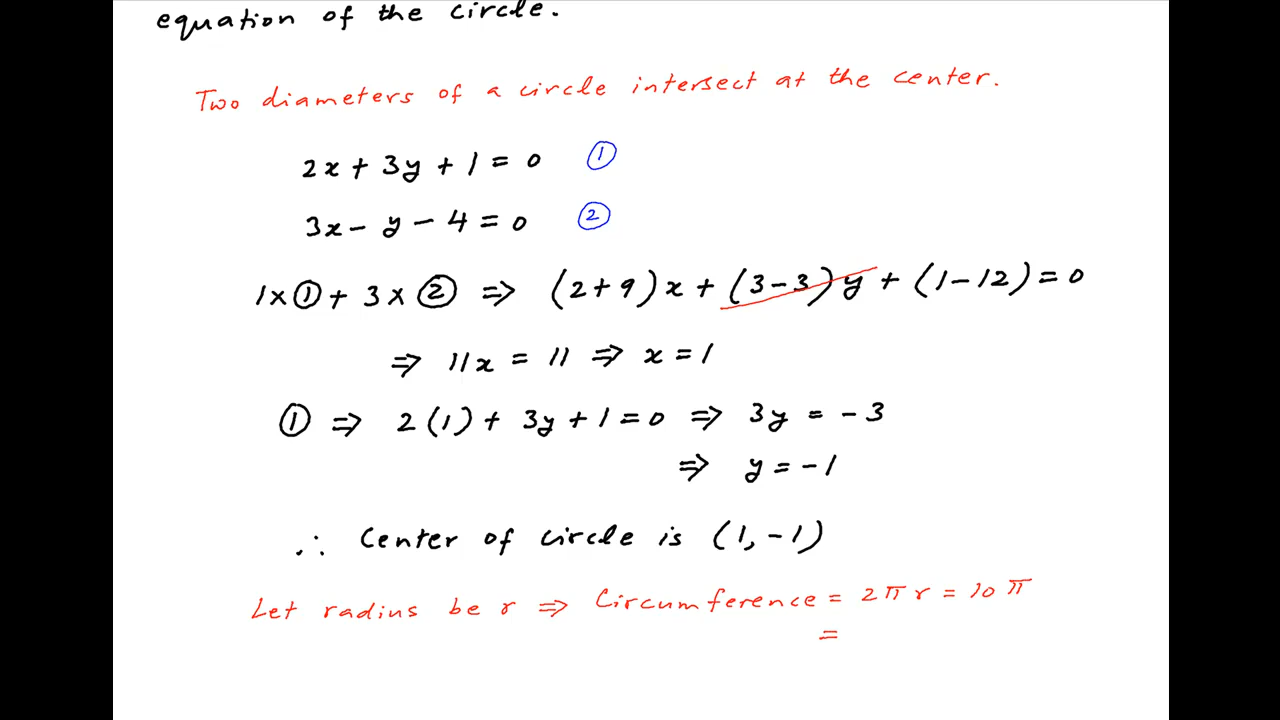 equation of the circle.
Two diameters of a circle intersect at the center.
2x + 3y + 1 = 0 ①
3x - y - 4 = 0 ②
1 × ① + 3 × ② ⇒ (2+9)x + (3-3)y + (1-12) = 0
⇒ 11x = 11 ⇒ x = 1
① ⇒ 2(1) + 3y + 1 = 0 ⇒ 3y = -3
⇒ y = -1
∴ Center of circle is (1, -1)
Let radius be r ⇒ Circumference = 2πr = 10π
=